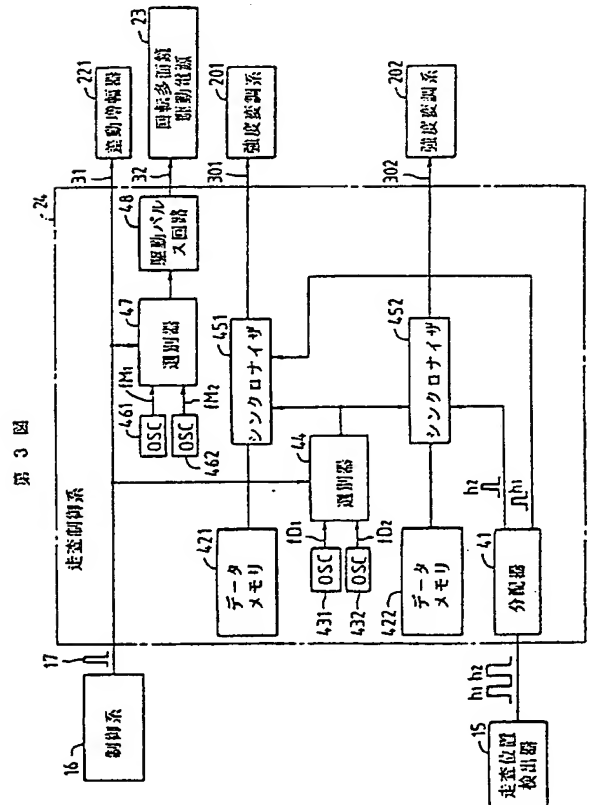 第 3 図
24
走査制御系
16
制御系
17
31
221
差動増幅器
32
23
回転多面鏡
駆動電源
48
駆動パル
ス回路
47
選別器
461
OSC
fM1
462
OSC
fM2
301
201
強度変調系
451
シンクロナイザ
421
データ
メモリ
44
選別器
431
OSC
fD1
432
OSC
fD2
302
202
強度変調系
452
シンクロナイザ
422
データ
メモリ
h2
h1
41
分配器
h1 h2
15
走査位置
検出器